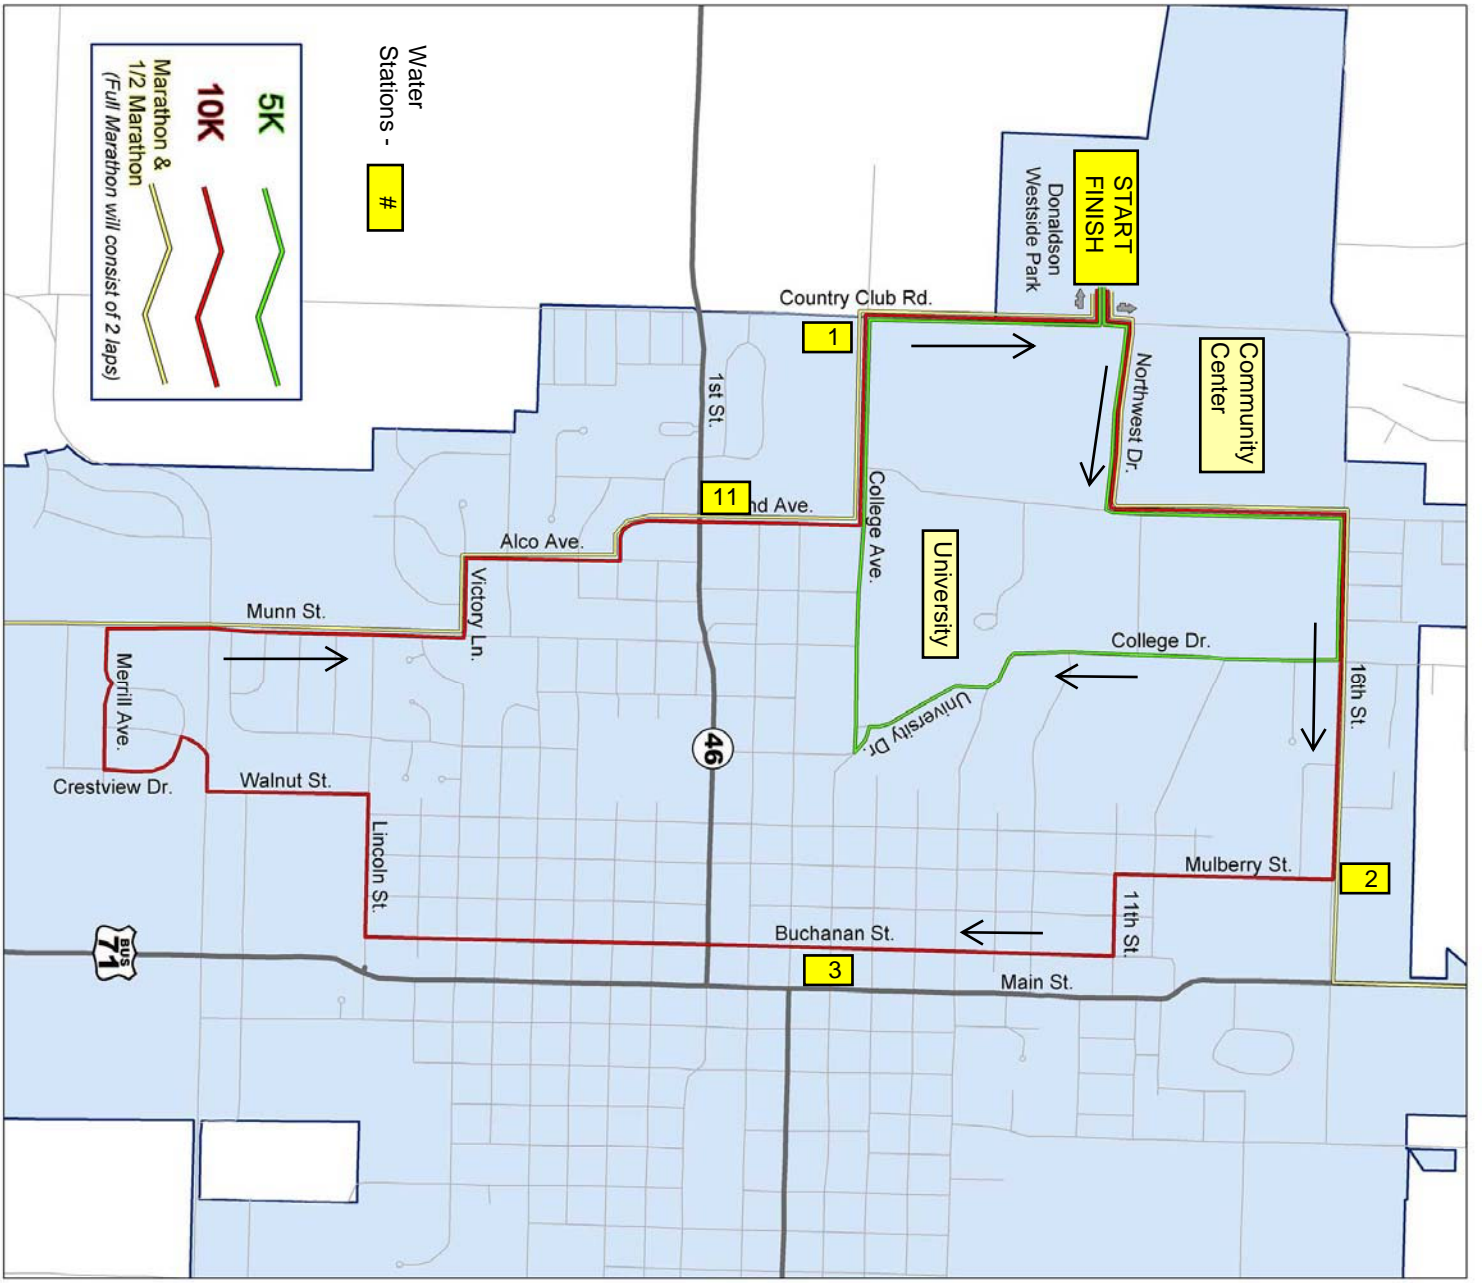 START
FINISH
Donaldson
Westside Park
Country Club Rd.
1
Northwest Dr.
Community
Center
Water
Stations -
#
5K
10K
Marathon &
1/2 Marathon
(Full Marathon will consist of 2 laps)
1st St.
11
nd Ave.
College Ave.
University
Alco Ave.
Victory Ln.
Munn St.
Merrill Ave.
Crestview Dr.
Walnut St.
Lincoln St.
46
College Dr.
University Dr.
16th St.
Mulberry St.
2
11th St.
Buchanan St.
3
Main St.
BUS
71